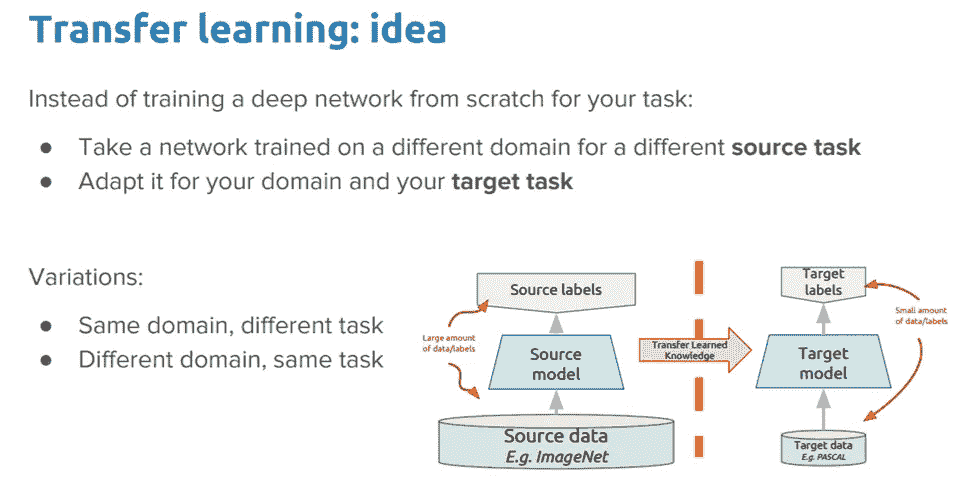 Transfer learning: idea
Instead of training a deep network from scratch for your task:
● Take a network trained on a different domain for a different source task
● Adapt it for your domain and your target task
Variations:
● Same domain, different task
● Different domain, same task
Source labels
Large amount
of data/labels
Source
model
Source data
E.g. ImageNet
Transfer Learned
Knowledge
Target
labels
Small amount
of data/labels
Target
model
Target data
E.g. PASCAL